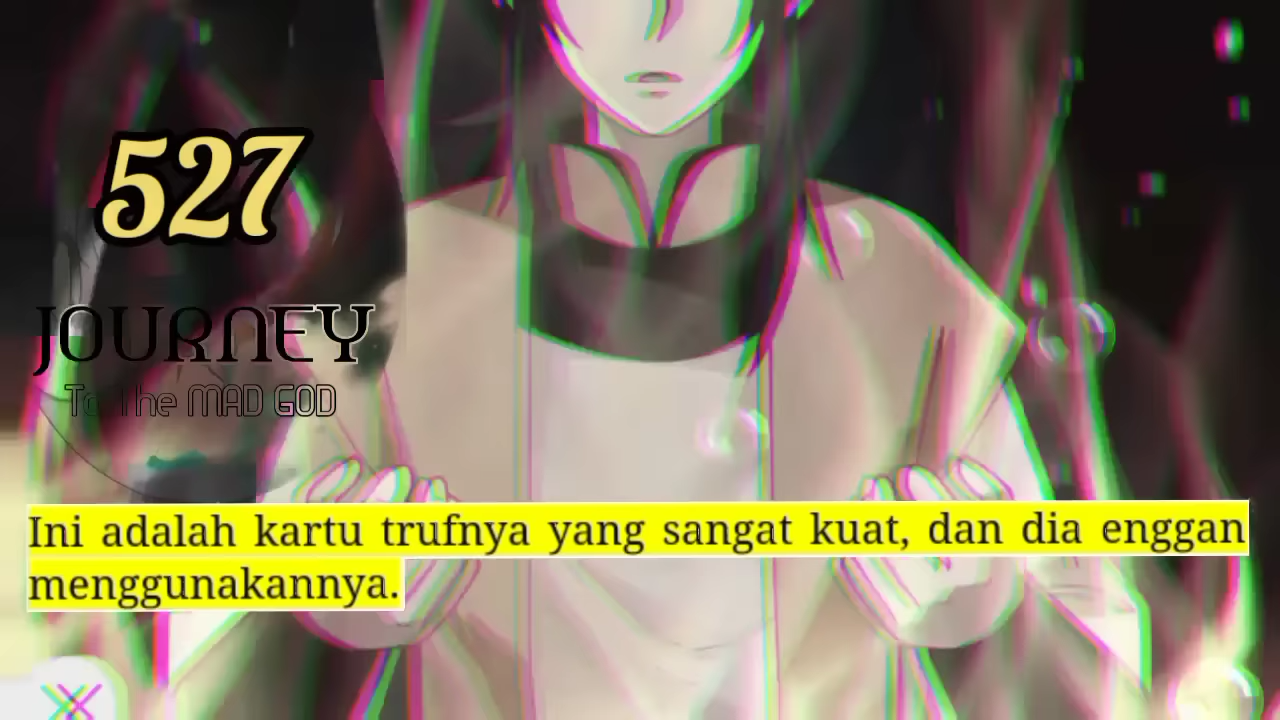 527
JOURNEY
To The MAD GOD
Ini adalah kartu trufnya yang sangat kuat, dan dia enggan
menggunakannya.